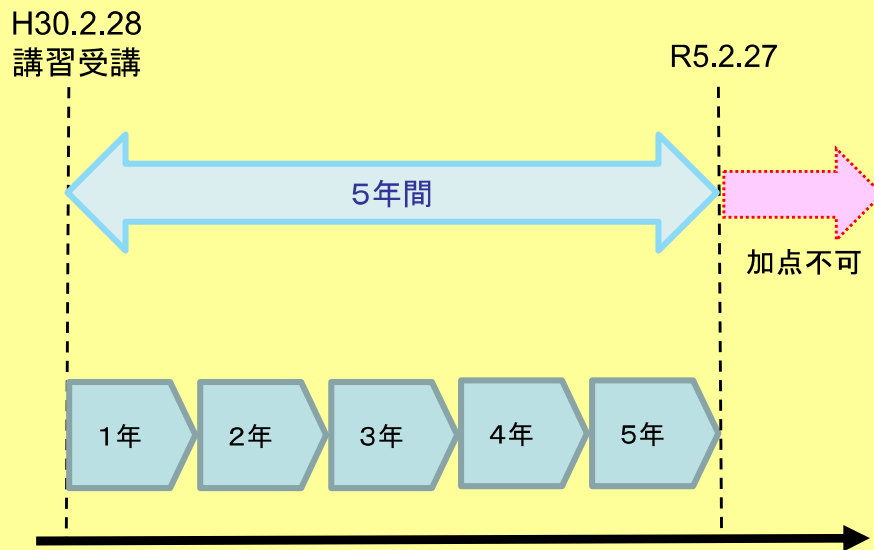 H30.2.28
講習受講
R5.2.27
5年間
加点不可
1年
2年
3年
4年
5年